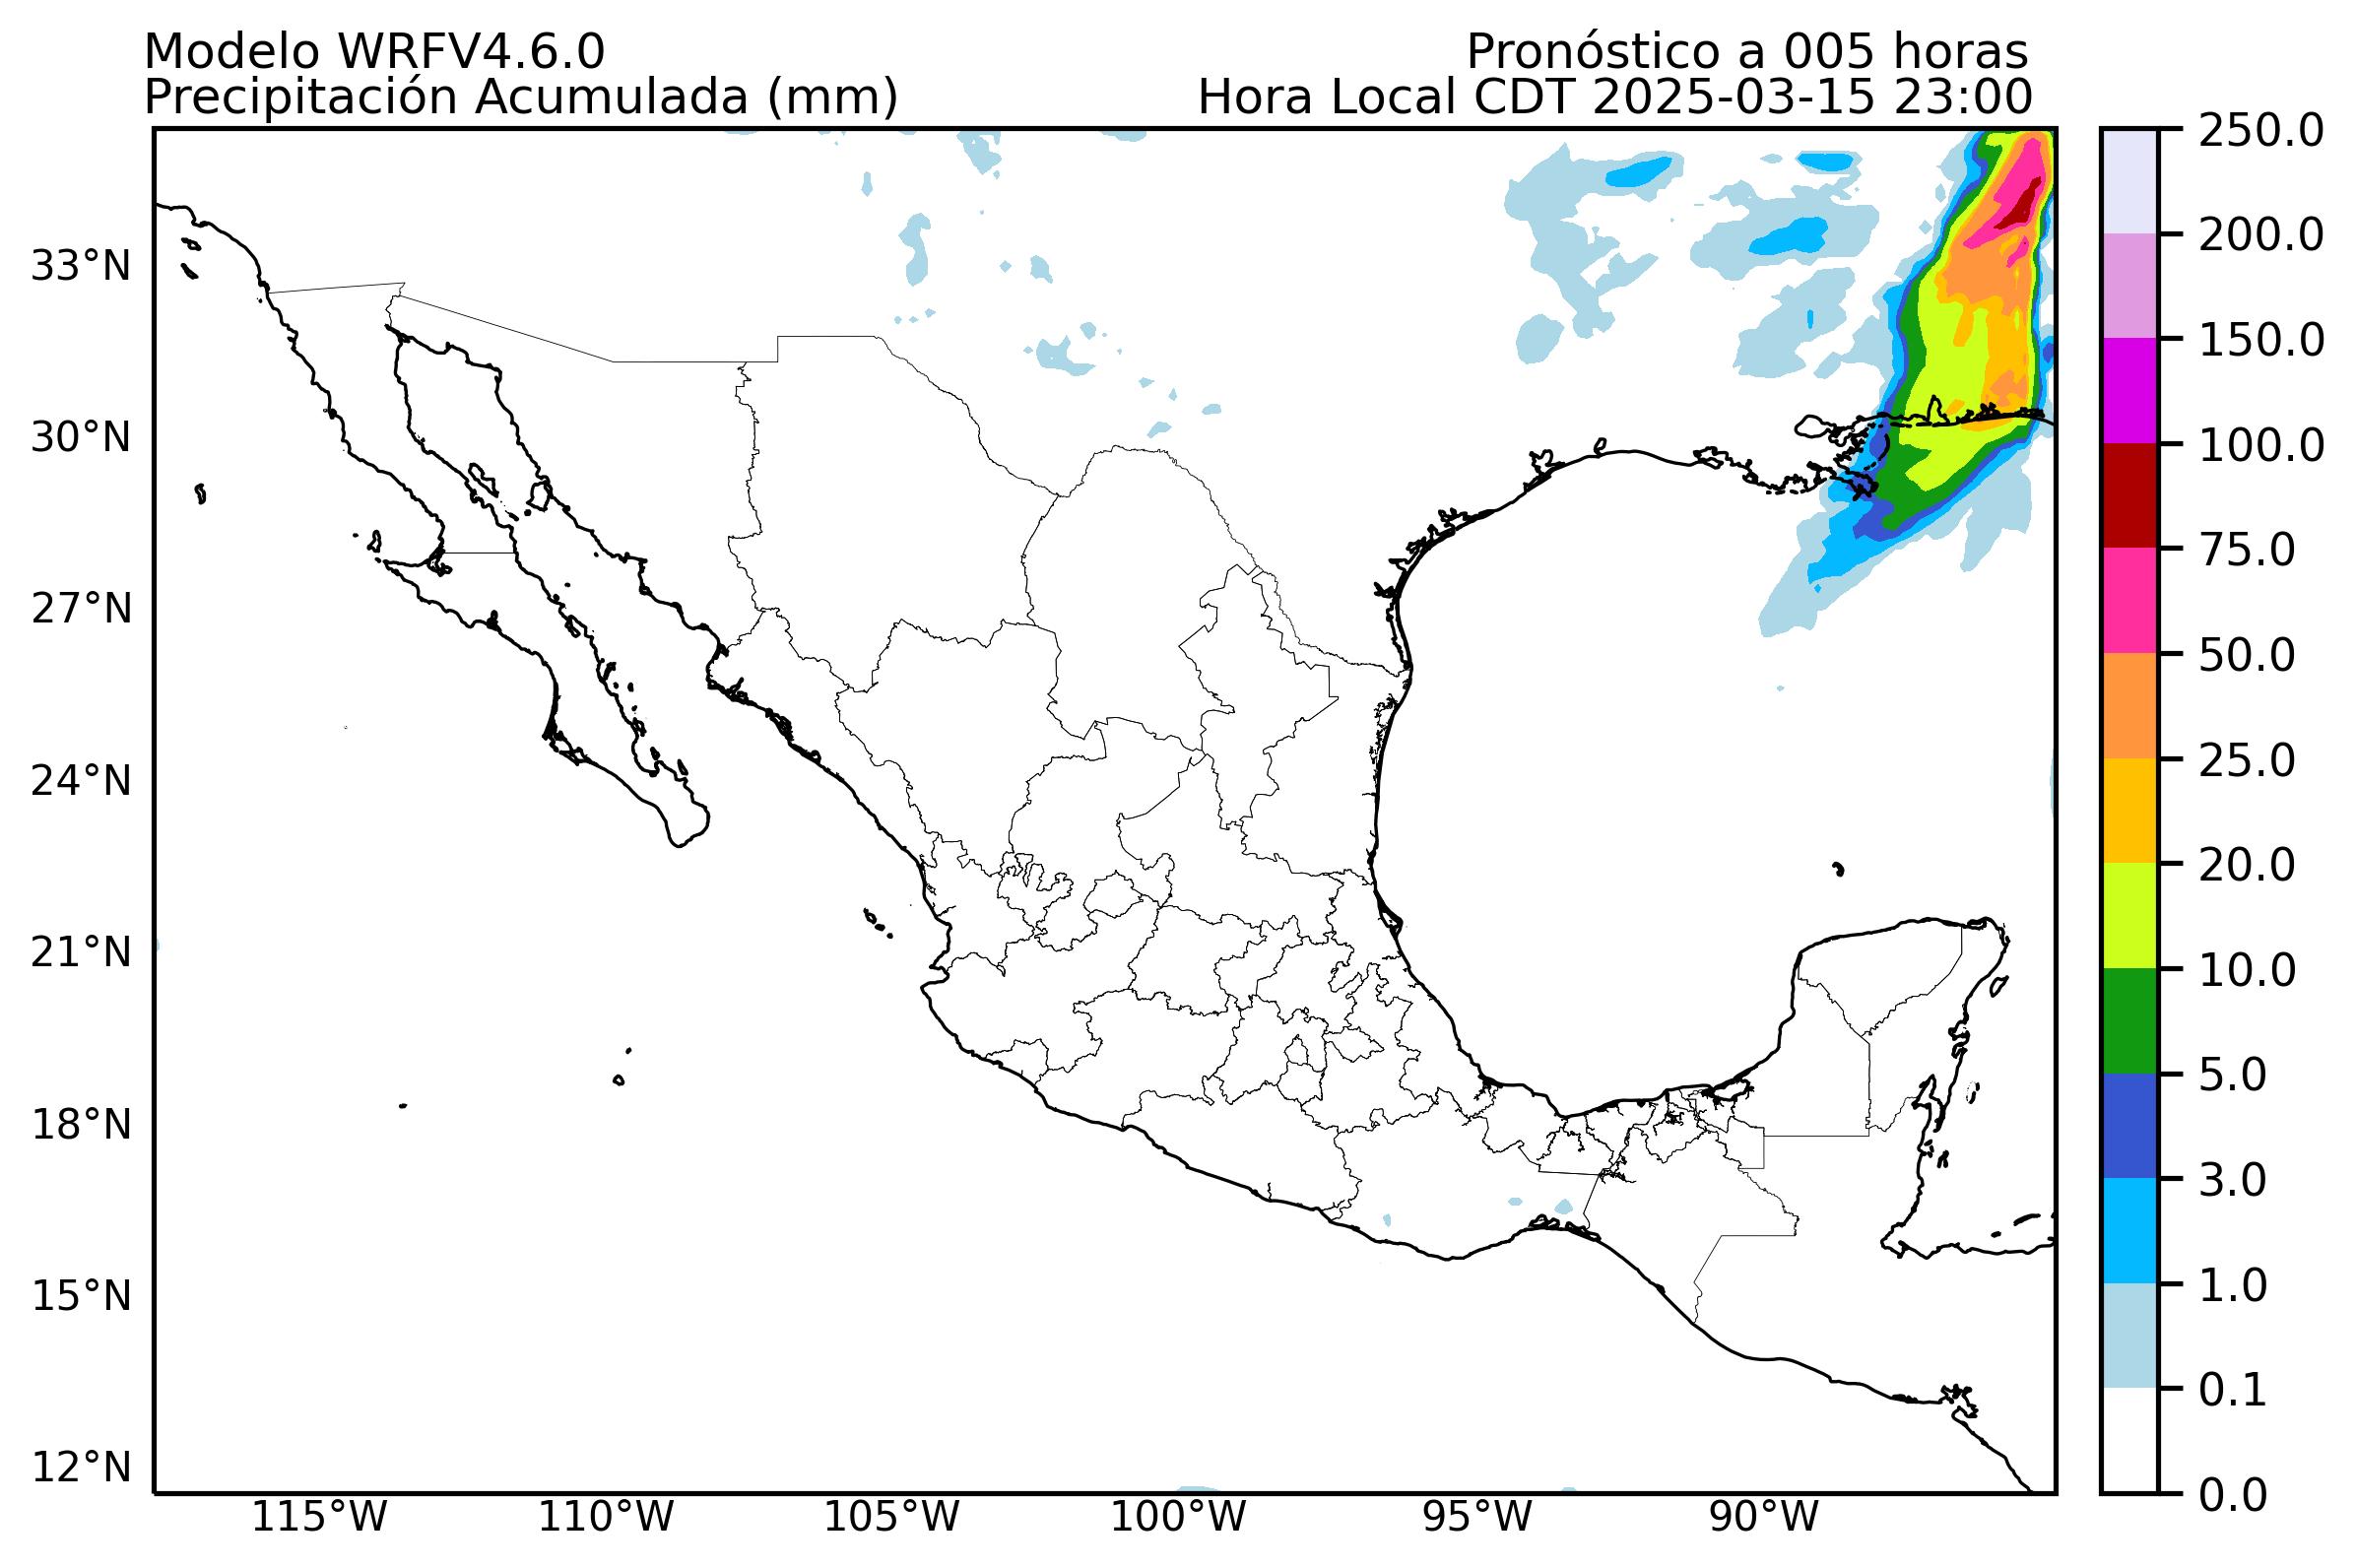 Modelo WRFV4.6.0
Pronóstico a 005 horas
Precipitación Acumulada (mm)
Hora Local CDT 2025-03-15 23:00
33°N
30°N
27°N
24°N
21°N
18°N
15°N
12°N
115°W
110°W
105°W
100°W
95°W
90°W
250.0
200.0
150.0
100.0
75.0
50.0
25.0
20.0
10.0
5.0
3.0
1.0
0.1
0.0